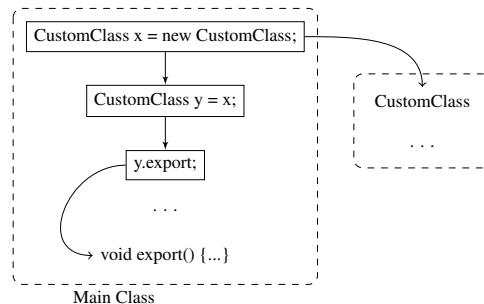 CustomClass x = new CustomClass;
CustomClass y = x;
CustomClass
. . .
y.export;
. . .
void export() {...}
Main Class